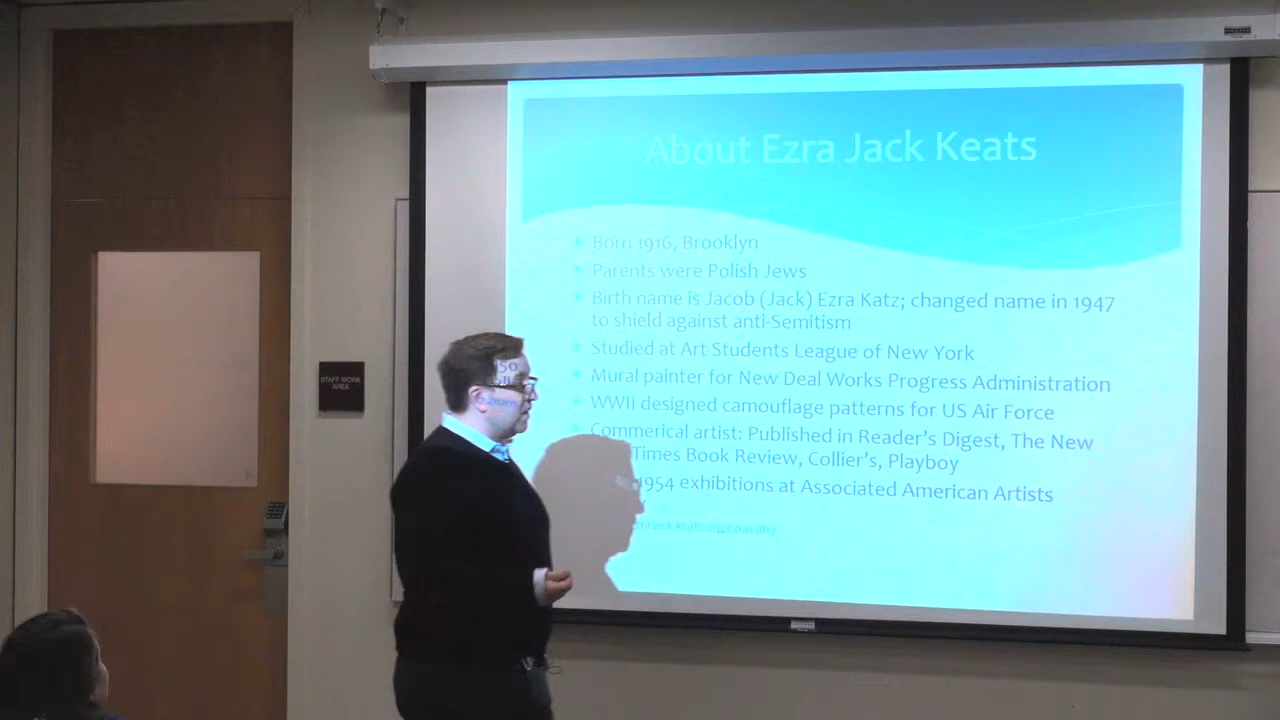 About Ezra Jack Keats
Born 1916, Brooklyn
Parents were Polish Jews
Birth name is Jacob (Jack) Ezra Katz; changed name in 1947
to shield against anti-Semitism
Studied at Art Students League of New York
Mural painter for New Deal Works Progress Administration
WWII designed camouflage patterns for US Air Force
Commerical artist: Published in Reader's Digest, The New
Times Book Review, Collier's, Playboy
1954 exhibitions at Associated American Artists
STAFF WORK
AREA